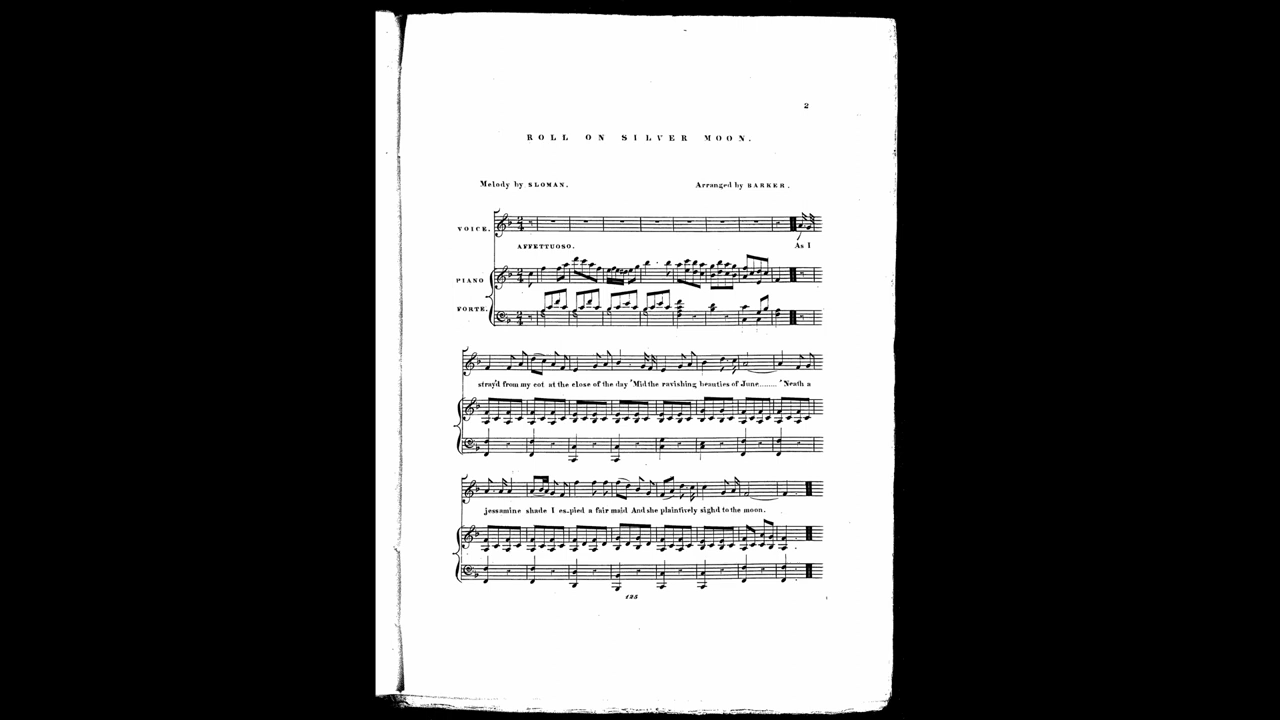 2
ROLL ON SILVER MOON.
Melody by SLOMAN. Arranged by BARKER.
VOICE.
AFFETTUOSO. As I
PIANO
FORTE.
stray'd from my cot at the close of the day 'Mid the ravishing beauties of June........ 'Neath a
jessamine shade I es..pied a fair maid And she plaintively sigh'd to the moon.
125